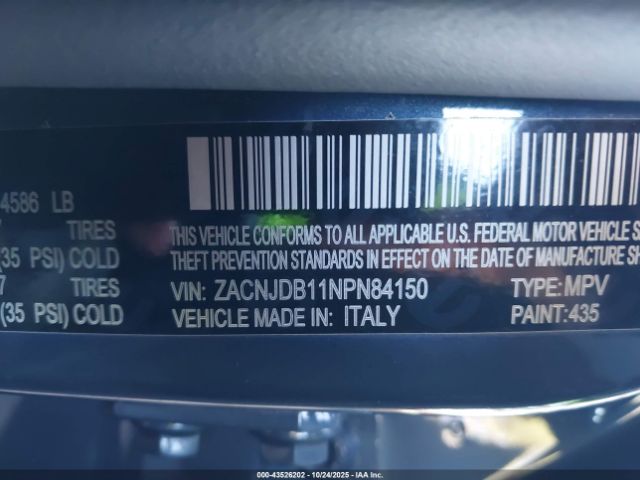 4586 LB
TIRES
(35 PSI) COLD
7
(35 PSI) COLD
THIS VEHICLE CONFORMS TO ALL APPLICABLE U.S. FEDERAL MOTOR VEHICLE
THEFT PREVENTION STANDARDS IN EFFECT ON THE DATE OF MANUFACTURE SH
VIN: ZACNJDB11NPN84150 TYPE: MPV
VEHICLE MADE IN: ITALY PAINT:435
000-43526202 - 10/24/2025 - IAA Inc.